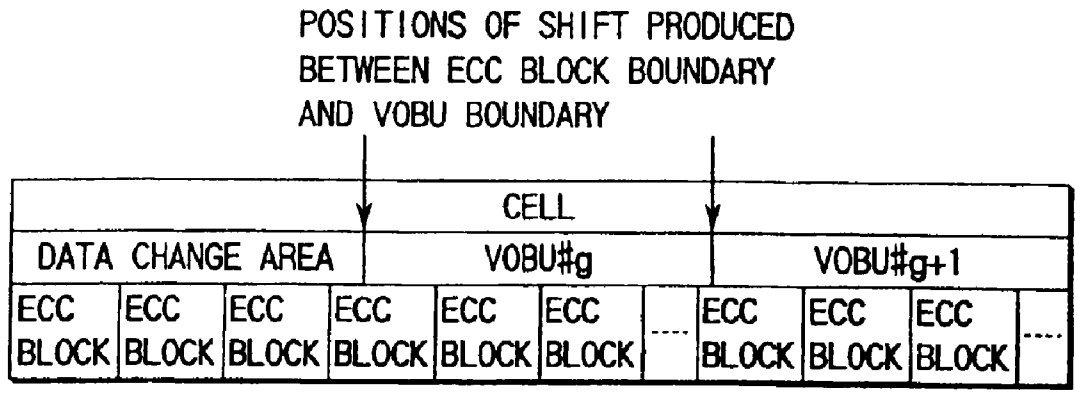 POSITIONS OF SHIFT PRODUCED
BETWEEN ECC BLOCK BOUNDARY
AND VOBU BOUNDARY
CELL
DATA CHANGE AREA VOBU#g VOBU#g+1
ECC ECC ECC ECC ECC ECC ECC ECC ECC
BLOCK BLOCK BLOCK BLOCK BLOCK BLOCK ---- BLOCK BLOCK BLOCK ----